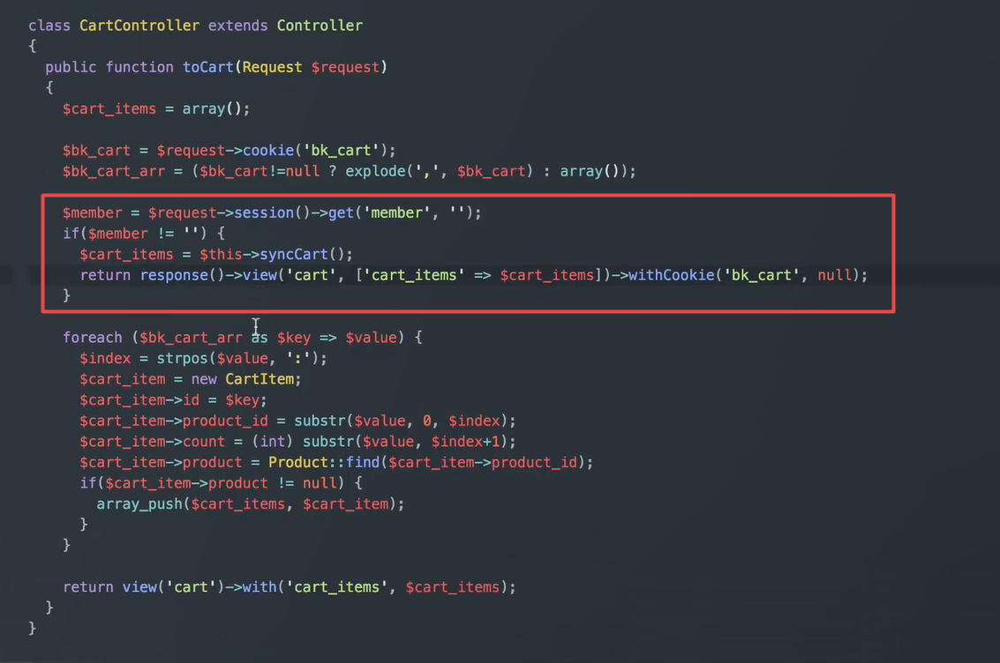 class CartController extends Controller
{
  public function toCart(Request $request)
  {
    $cart_items = array();

    $bk_cart = $request->cookie('bk_cart');
    $bk_cart_arr = ($bk_cart!=null ? explode(',', $bk_cart) : array());

    $member = $request->session()->get('member', '');
    if($member != '') {
      $cart_items = $this->syncCart();
      return response()->view('cart', ['cart_items' => $cart_items])->withCookie('bk_cart', null);
    }

    foreach ($bk_cart_arr as $key => $value) {
      $index = strpos($value, ':');
      $cart_item = new CartItem;
      $cart_item->id = $key;
      $cart_item->product_id = substr($value, 0, $index);
      $cart_item->count = (int) substr($value, $index+1);
      $cart_item->product = Product::find($cart_item->product_id);
      if($cart_item->product != null) {
        array_push($cart_items, $cart_item);
      }
    }

    return view('cart')->with('cart_items', $cart_items);
  }
}